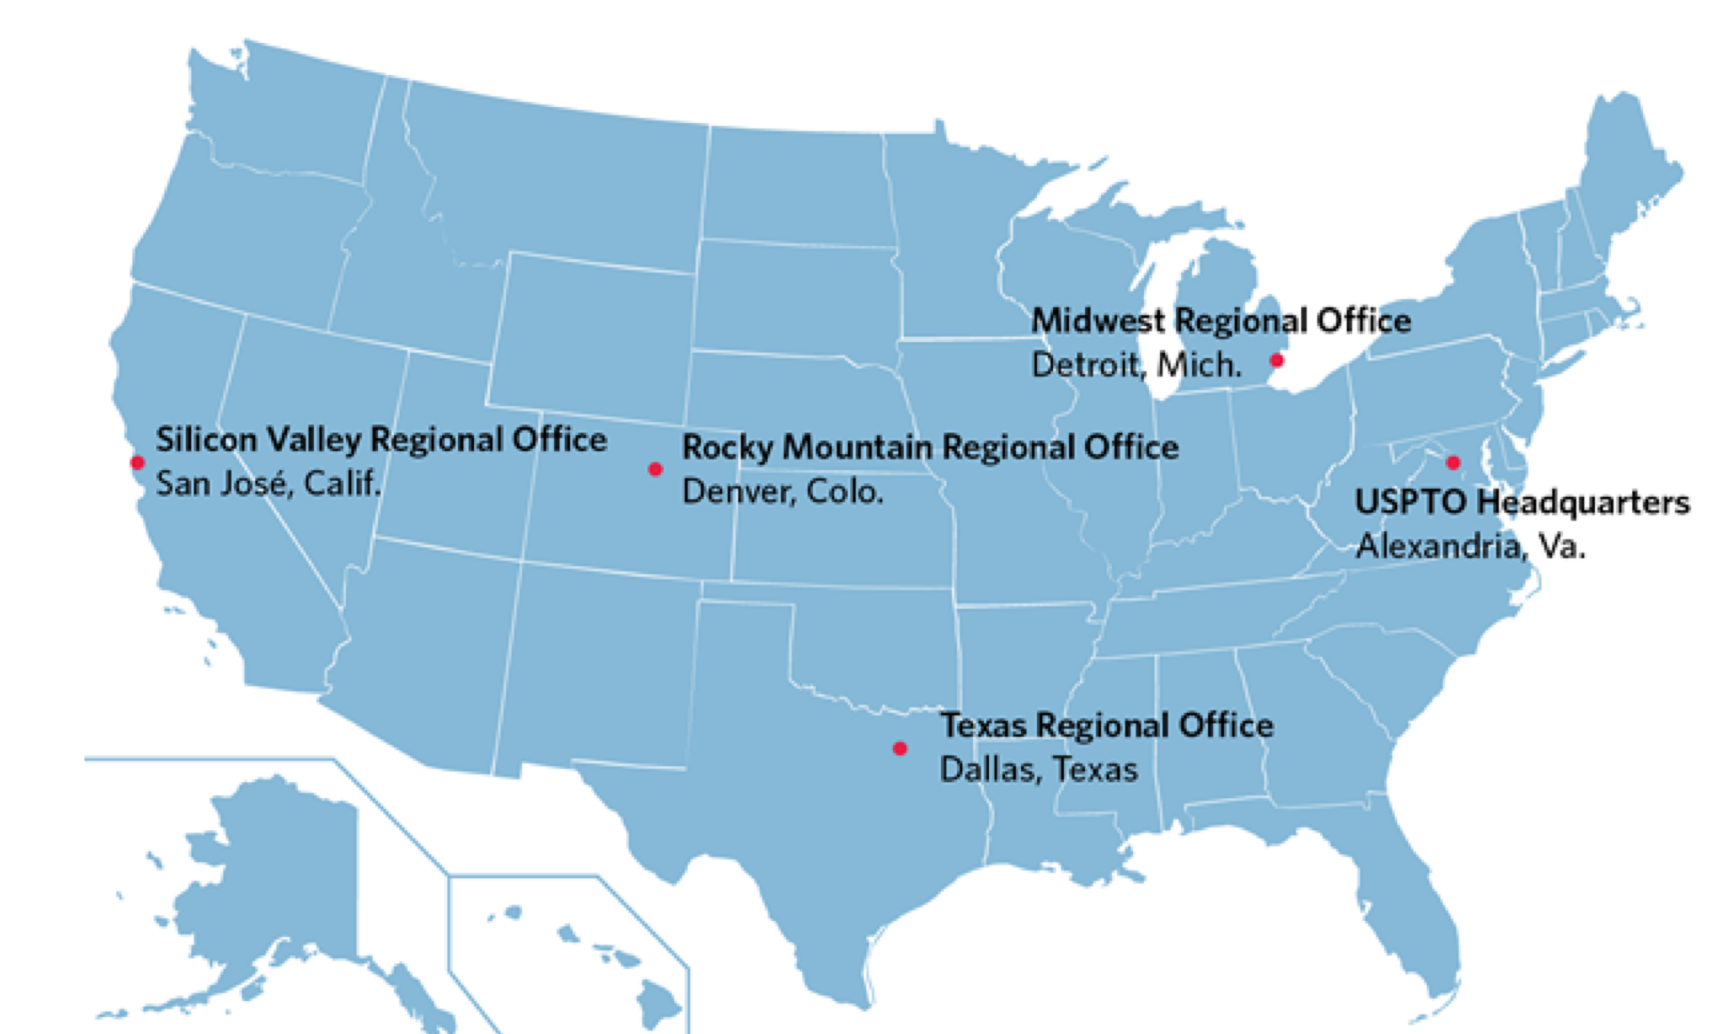 Midwest Regional Office
Detroit, Mich.
Silicon Valley Regional Office
San José, Calif.
Rocky Mountain Regional Office
Denver, Colo.
USPTO Headquarters
Alexandria, Va.
Texas Regional Office
Dallas, Texas